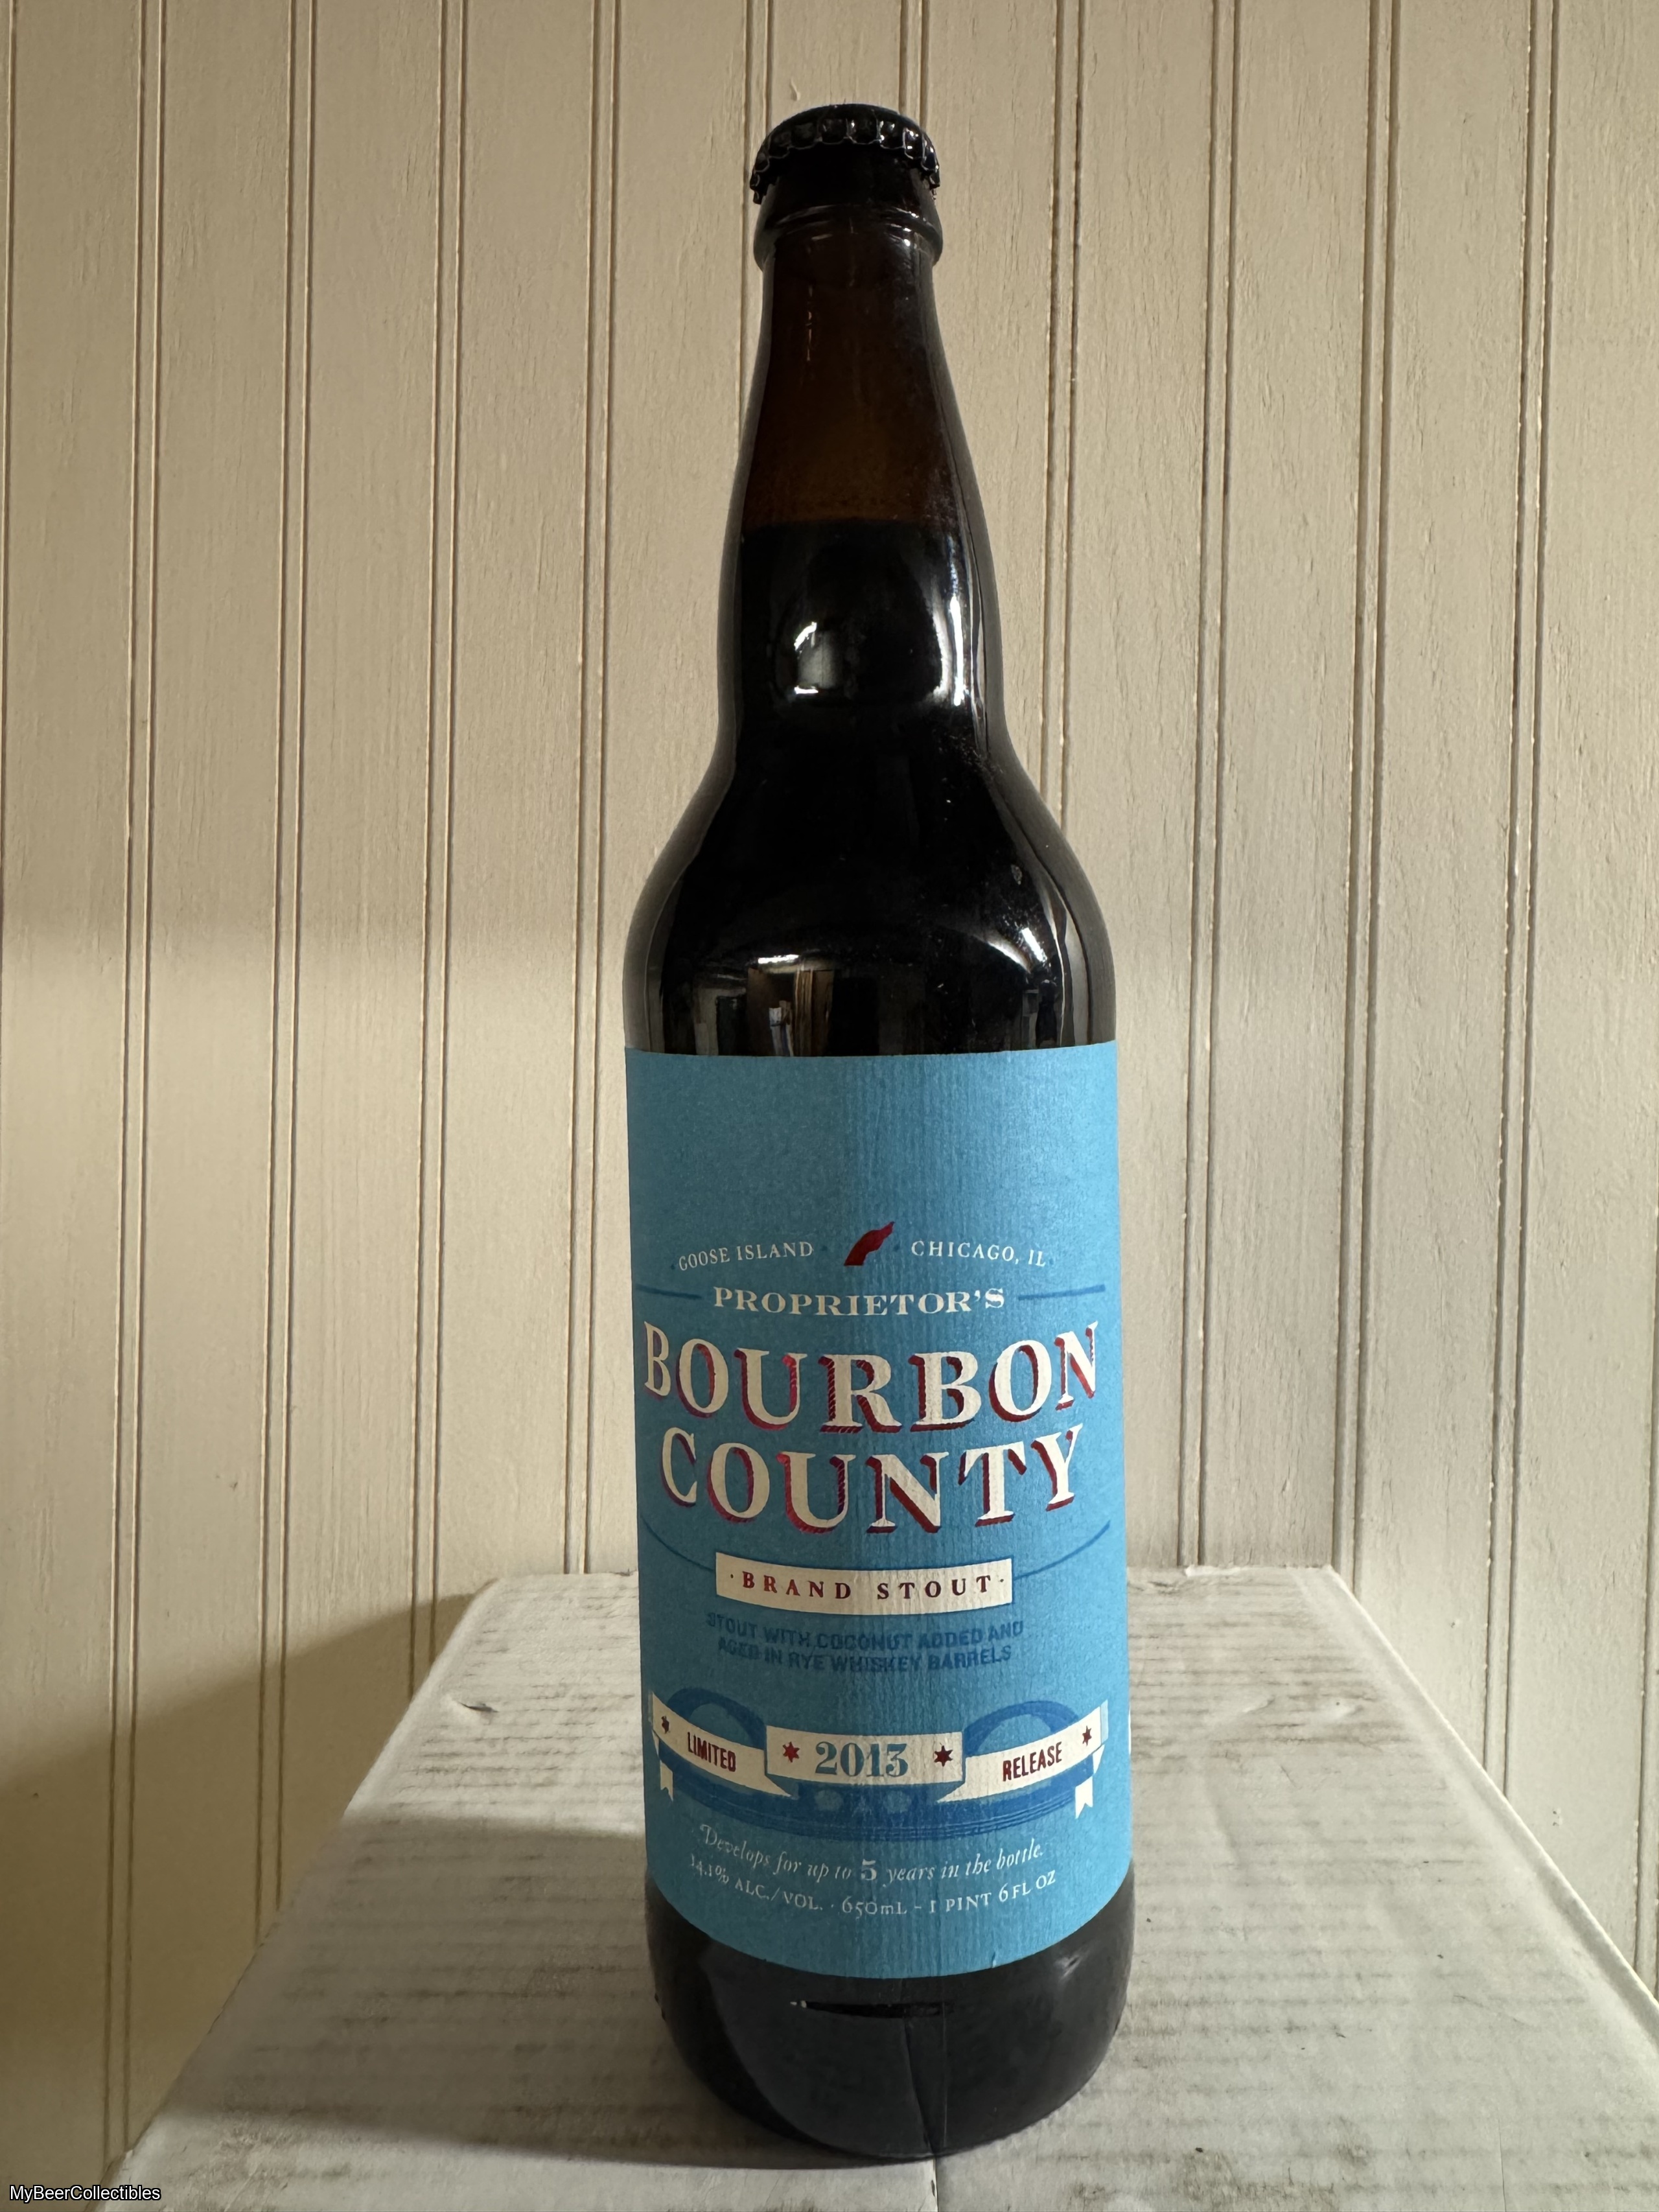 GOOSE ISLAND · CHICAGO, IL
PROPRIETOR'S
BOURBON
COUNTY
·BRAND STOUT·
STOUT WITH COCONUT ADDED AND
AGED IN RYE WHISKEY BARRELS
LIMITED 2013 RELEASE
Develops for up to 5 years in the bottle.
14.1% ALC./VOL. · 650mL - 1 PINT 6 FL OZ
MyBeerCollectibles